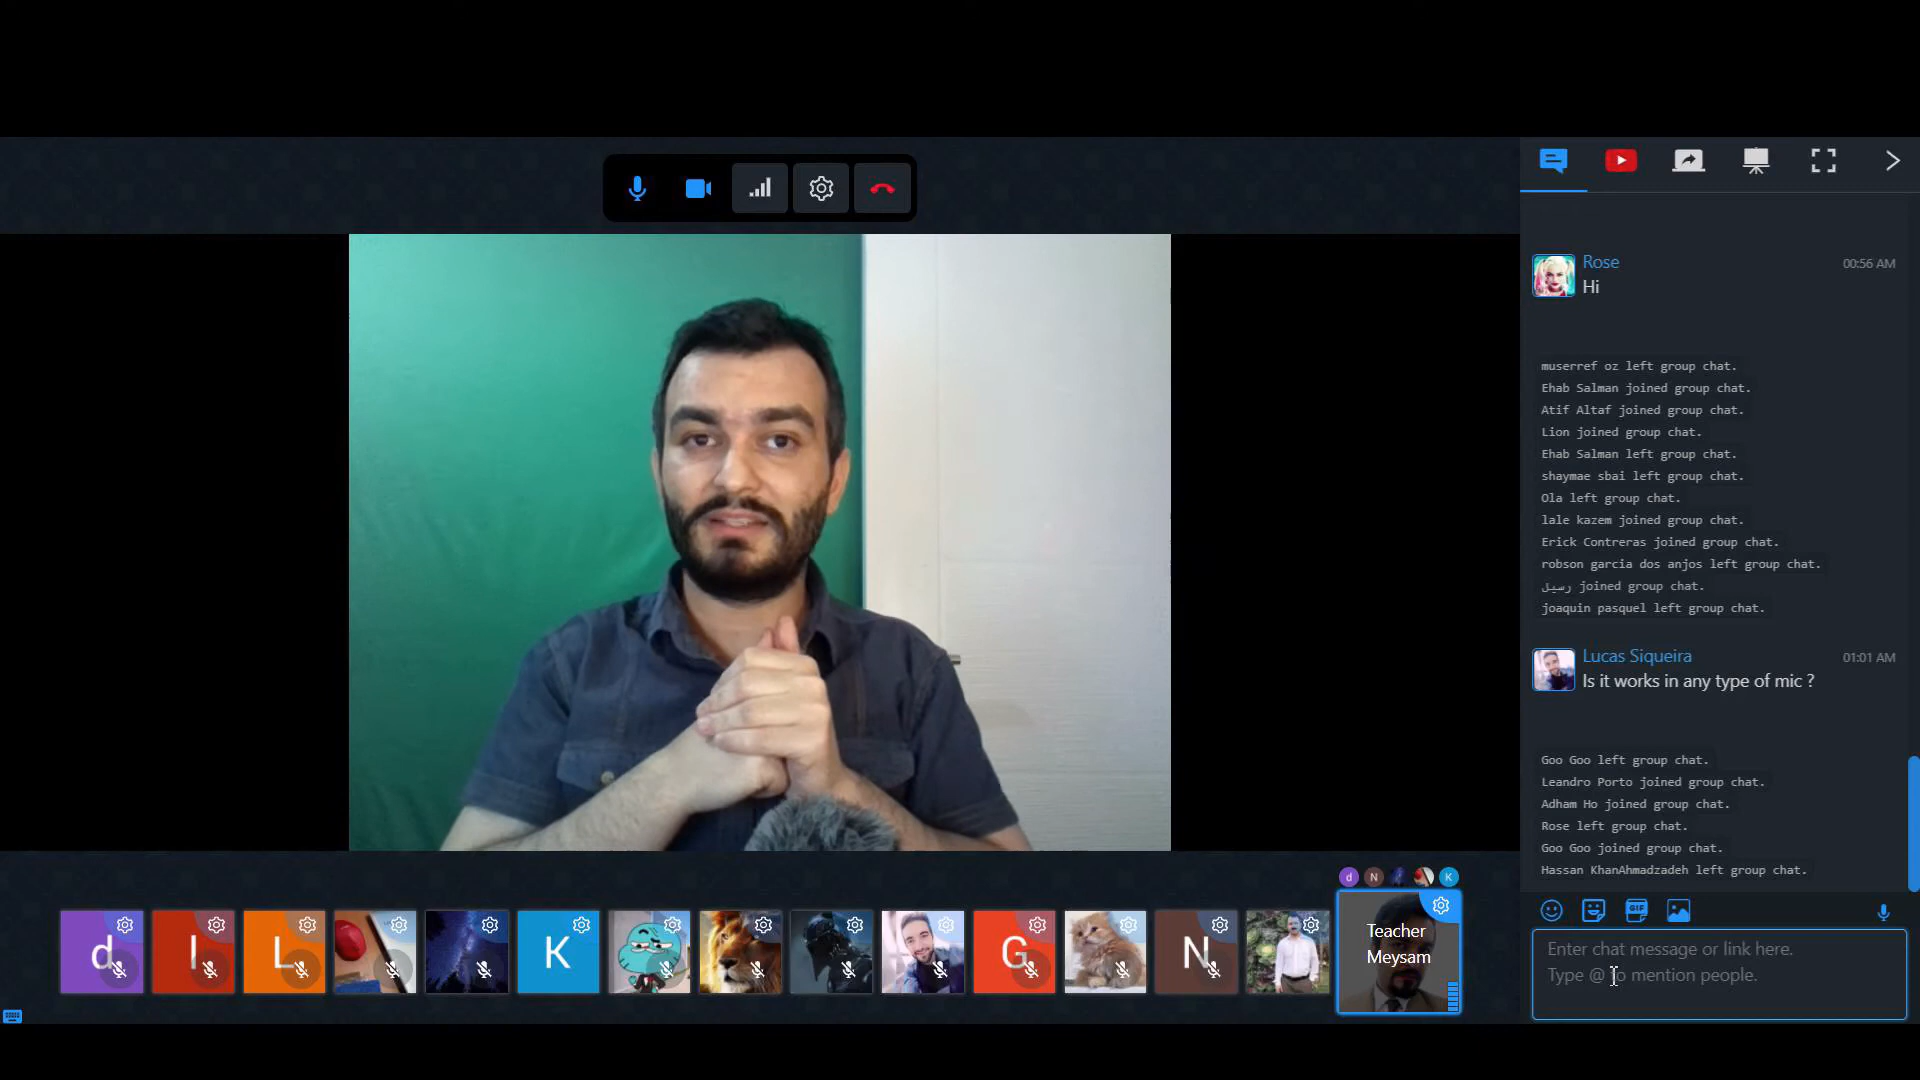 Rose 00:56 AM
Hi
muserref oz left group chat.
Ehab Salman joined group chat.
Atif Altaf joined group chat.
Lion joined group chat.
Ehab Salman left group chat.
shaymae sbai left group chat.
Ola left group chat.
lale kazem joined group chat.
Erick Contreras joined group chat.
robson garcia dos anjos left group chat.
رسيل joined group chat.
joaquin pasquel left group chat.
Lucas Siqueira 01:01 AM
Is it works in any type of mic ?
Goo Goo left group chat.
Leandro Porto joined group chat.
Adham Ho joined group chat.
Rose left group chat.
Goo Goo joined group chat.
Hassan KhanAhmadzadeh left group chat.
GIF
Enter chat message or link here.
Type @ to mention people.
d N K
d I L K G N
Teacher
Meysam